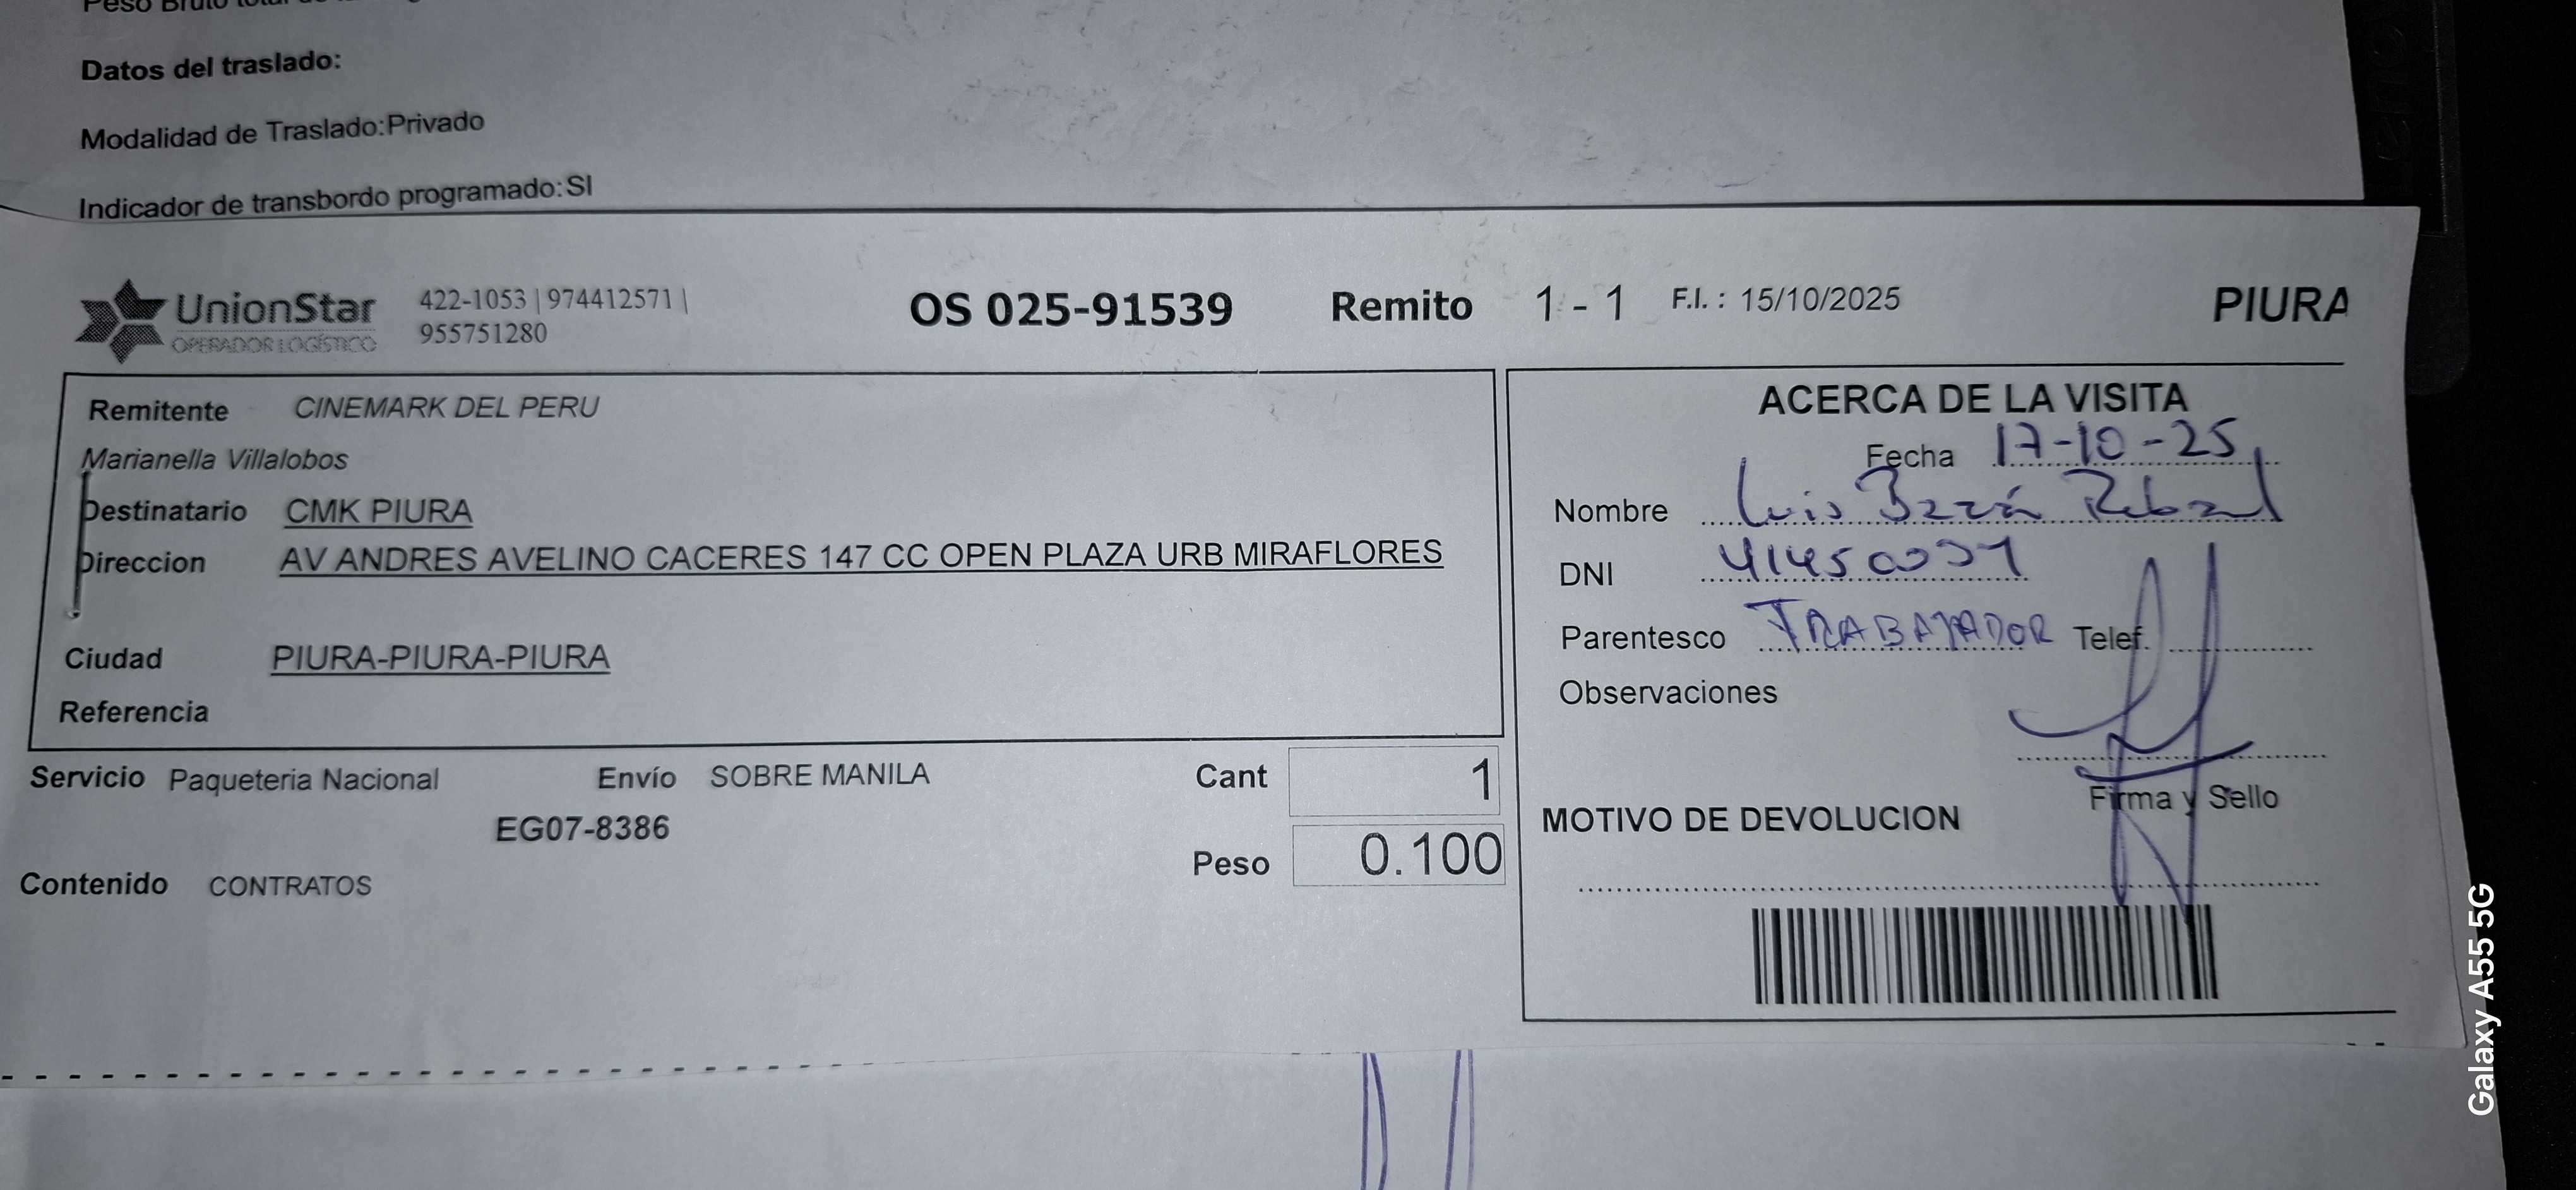 Datos del traslado:
Modalidad de Traslado:Privado
Indicador de transbordo programado:SI
UnionStar
OPERADOR LOGÍSTICO
422-1053 | 974412571 |
955751280
OS 025-91539 Remito 1 - 1 F.I. : 15/10/2025 PIURA
Remitente CINEMARK DEL PERU
Marianella Villalobos
Destinatario CMK PIURA
Direccion AV ANDRES AVELINO CACERES 147 CC OPEN PLAZA URB MIRAFLORES
Ciudad PIURA-PIURA-PIURA
Referencia
Servicio Paqueteria Nacional Envío SOBRE MANILA Cant 1
EG07-8386
Peso 0.100
Contenido CONTRATOS
ACERCA DE LA VISITA
Fecha 17-10-25
Nombre Luis
DNI
Parentesco TRABAJADOR Telef.
Observaciones
Firma y Sello
MOTIVO DE DEVOLUCION
Galaxy A55 5G